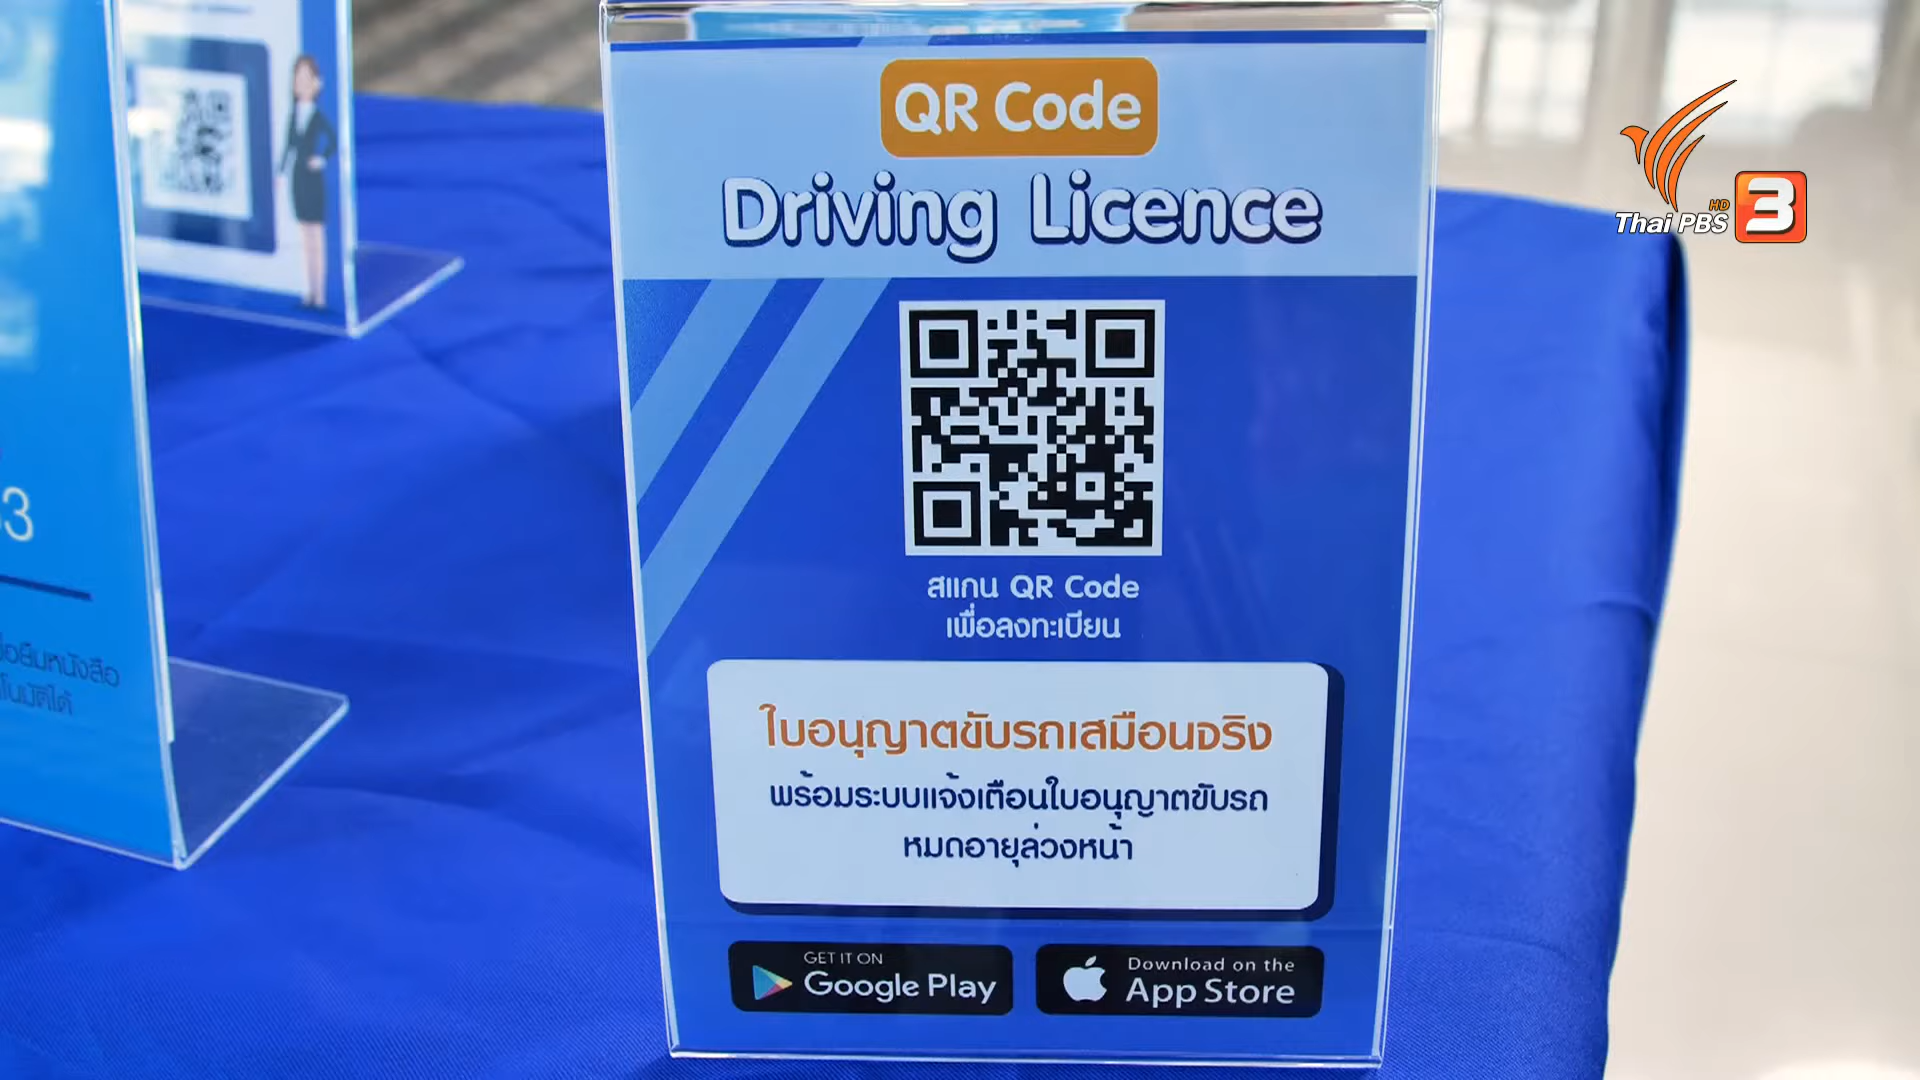 QR Code
Driving Licence
สแกน QR Code
เพื่อลงทะเบียน
ใบอนุญาตขับรถเสมือนจริง
พร้อมระบบแจ้งเตือนใบอนุญาตขับรถ
หมดอายุล่วงหน้า
GET IT ON
Google Play
Download on the
App Store
Thai PBS HD 3
3